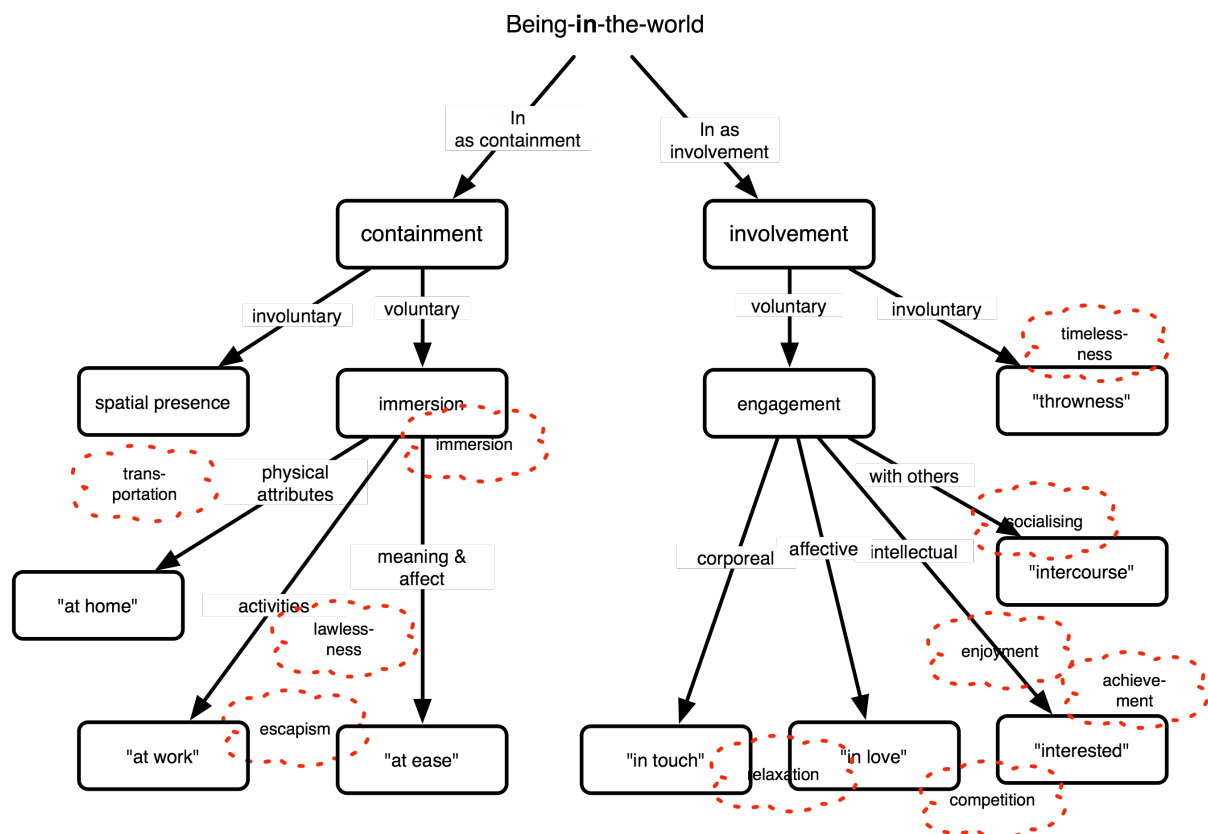 Being-in-the-world
In
as containment
In as
involvement
containment
involvement
involuntary
voluntary
voluntary
involuntary
timeless-
ness
spatial presence
immersion
engagement
"throwness"
immersion
trans-
portation
physical
attributes
with others
socialising
meaning &
affect
corporeal
affective
intellectual
"at home"
"intercourse"
activities
lawless-
ness
enjoyment
achieve-
ment
escapism
"at work"
"at ease"
"in touch"
relaxation
"in love"
"interested"
competition